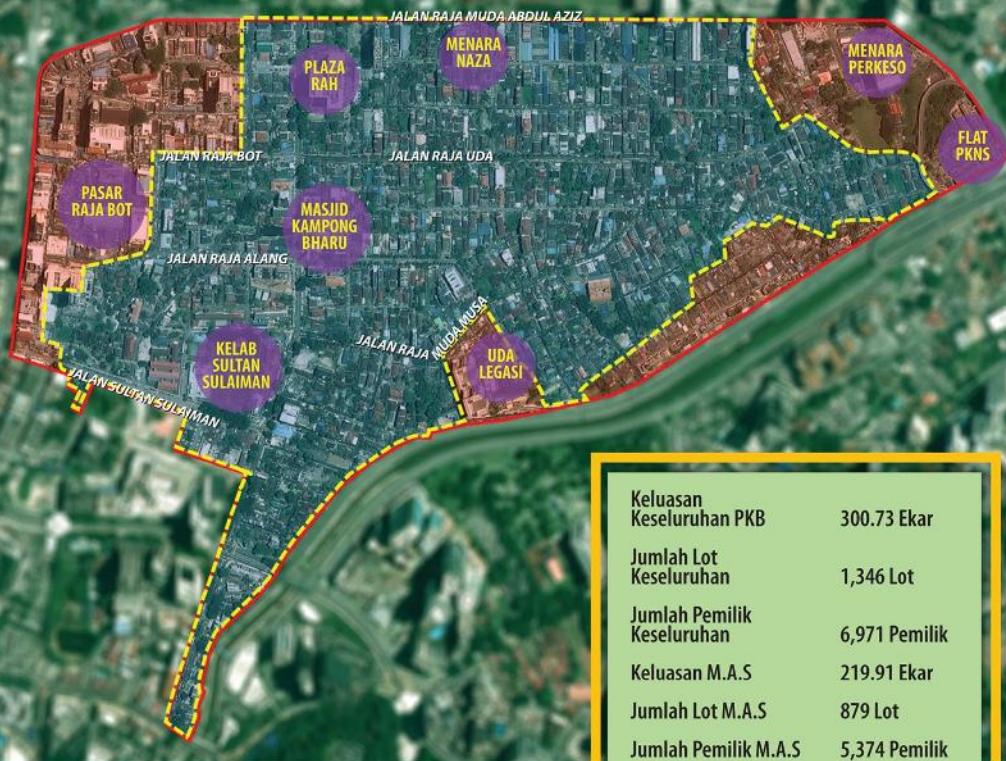 JALAN RAJA MUDA ABDUL AZIZ
PLAZA
RAH
MENARA
NAZA
MENARA
PERKESO
FLAT
PKNS
JALAN RAJA BOT
JALAN RAJA UDA
PASAR
RAJA BOT
MASJID
KAMPONG
BHARU
JALAN RAJA ALANG
JALAN RAJA MUDA MUSA
KELAB
SULTAN
SULAIMAN
UDA
LEGASI
JALAN SULTAN SULAIMAN
Keluasan
Keseluruhan PKB 300.73 Ekar
Jumlah Lot
Keseluruhan 1,346 Lot
Jumlah Pemilik
Keseluruhan 6,971 Pemilik
Keluasan M.A.S 219.91 Ekar
Jumlah Lot M.A.S 879 Lot
Jumlah Pemilik M.A.S 5,374 Pemilik